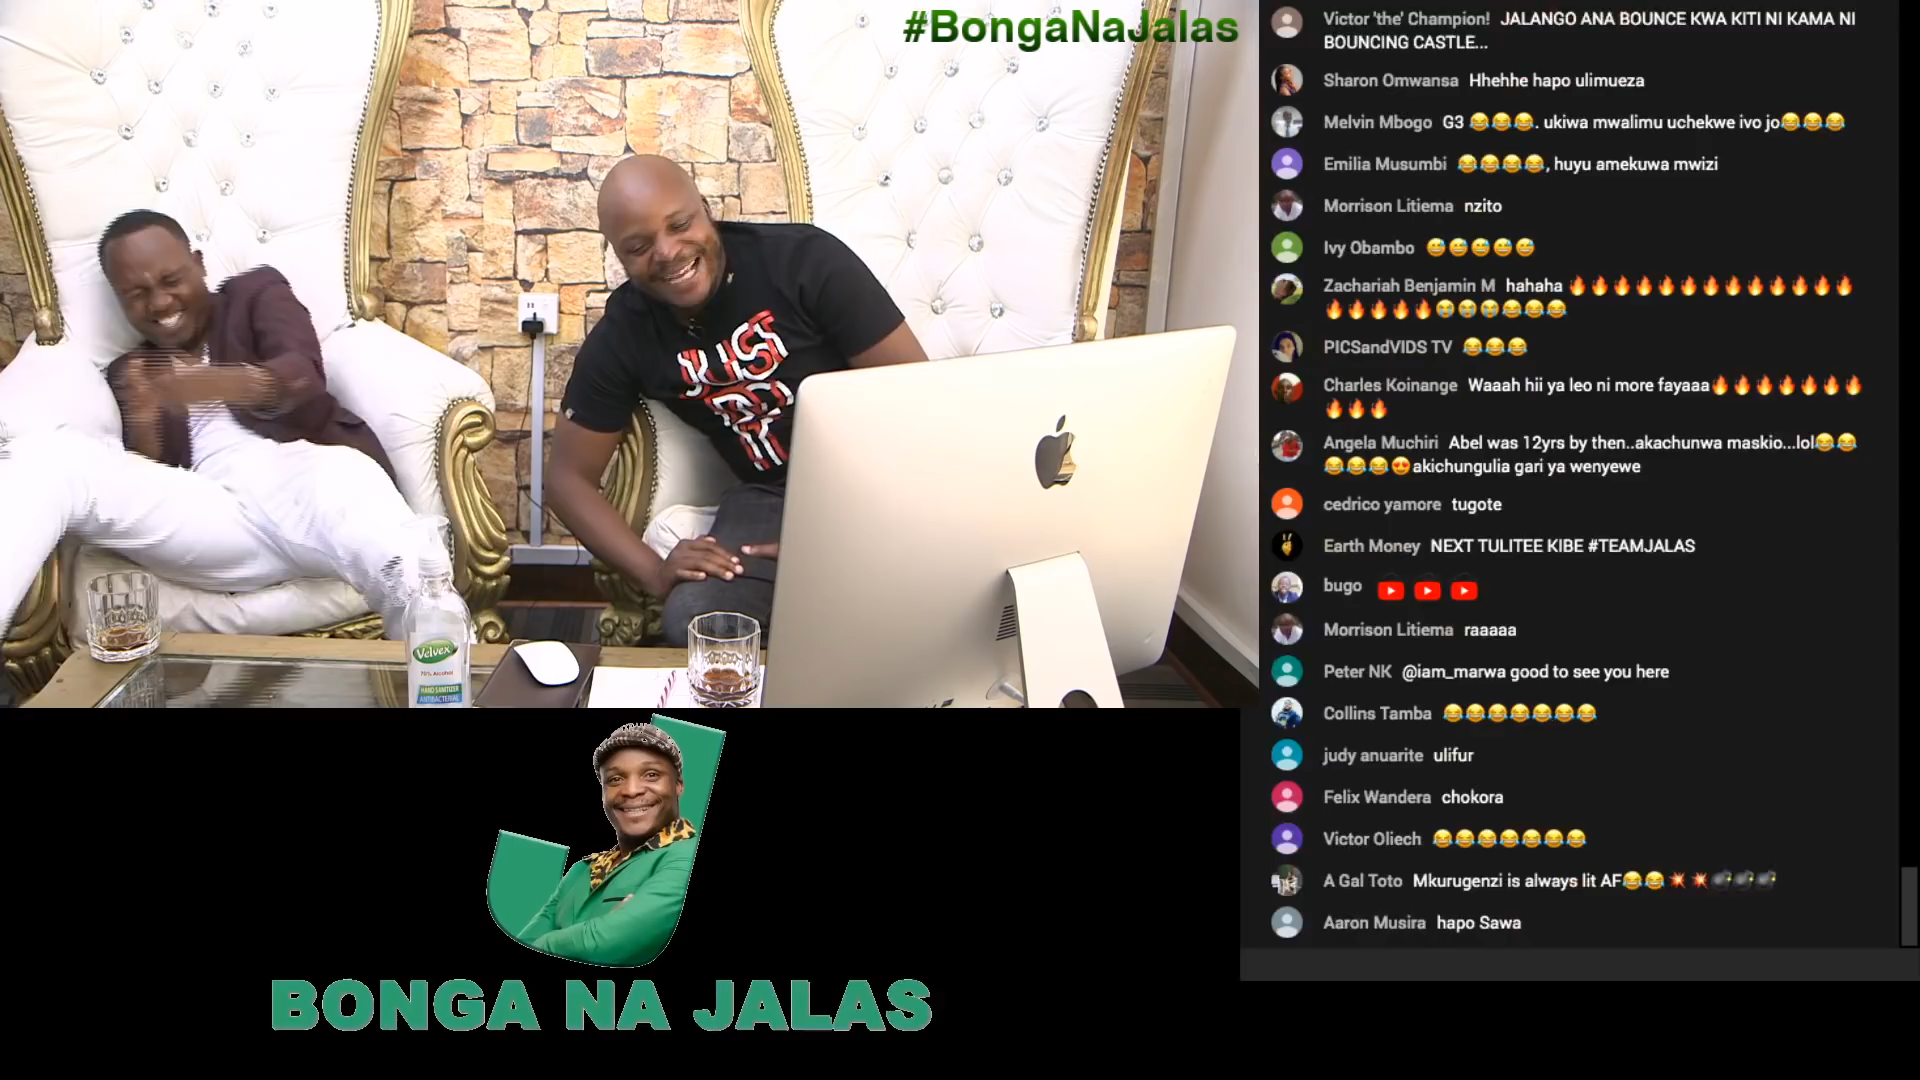 #BongaNaJalas
JUST
DO
IT
Velvex
75% Alcohol
HAND SANITIZER
ANTIBACTERIAL
BONGA NA JALAS
Victor 'the' Champion! JALANGO ANA BOUNCE KWA KITI NI KAMA NI
BOUNCING CASTLE...
Sharon Omwansa Hhehhe hapo ulimueza
Melvin Mbogo G3 😂😂😂. ukiwa mwalimu uchekwe ivo jo😂😂😂
Emilia Musumbi 😂😂😂😂, huyu amekuwa mwizi
Morrison Litiema nzito
Ivy Obambo 😅😅😅😅😅
Zachariah Benjamin M hahaha 🔥🔥🔥🔥🔥🔥🔥🔥🔥🔥🔥🔥🔥
🔥🔥🔥🔥🔥😭😭😭😂😂😂
PICSandVIDS TV 😂😂😂
Charles Koinange Waaah hii ya leo ni more fayaaa🔥🔥🔥🔥🔥🔥🔥
🔥🔥🔥
Angela Muchiri Abel was 12yrs by then..akachunwa maskio...lol😂😂
😂😂😂😍akichungulia gari ya wenyewe
cedrico yamore tugote
Earth Money NEXT TULITEE KIBE #TEAMJALAS
bugo
Morrison Litiema raaaaa
Peter NK @iam_marwa good to see you here
Collins Tamba 😂😂😂😂😂😂😂
judy anuarite ulifur
Felix Wandera chokora
Victor Oliech 😂😂😂😂😂😂😂
A Gal Toto Mkurugenzi is always lit AF😂😂💥💥💣💣💣
Aaron Musira hapo Sawa